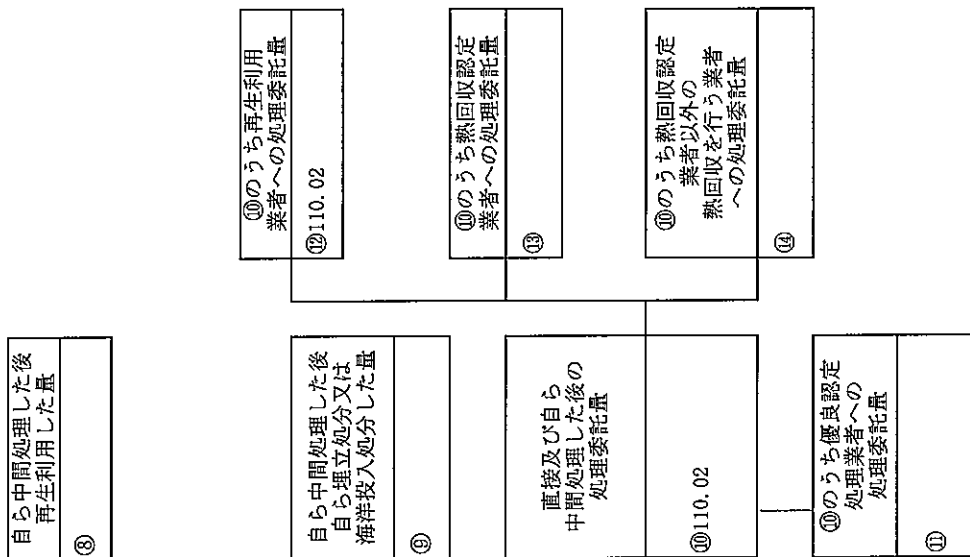 自ら中間処理した後
再生利用した量
⑧
自ら中間処理した後
自ら埋立処分又は
海洋投入処分した量
⑨
直接及び自ら
中間処理した後の
処理委託量
⑩110.02
⑩のうち優良認定
処理業者への
処理委託量
⑪
⑩のうち再生利用
業者への処理委託量
⑫110.02
⑩のうち熱回収認定
業者への処理委託量
⑬
⑩のうち熱回収認定
業者以外の
熱回収を行う業者
への処理委託量
⑭